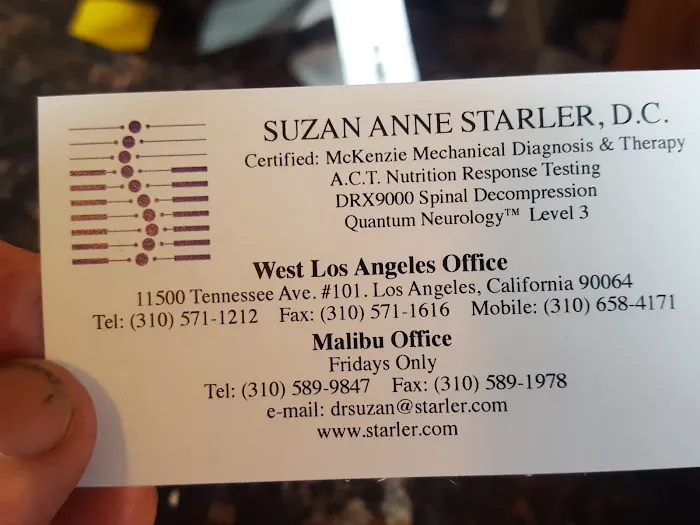 SUZAN ANNE STARLER, D.C.
Certified: McKenzie Mechanical Diagnosis & Therapy
A.C.T. Nutrition Response Testing
DRX9000 Spinal Decompression
Quantum Neurology™ Level 3
West Los Angeles Office
11500 Tennessee Ave. #101. Los Angeles, California 90064
Tel: (310) 571-1212 Fax: (310) 571-1616 Mobile: (310) 658-4171
Malibu Office
Fridays Only
Tel: (310) 589-9847 Fax: (310) 589-1978
e-mail: drsuzan@starler.com
www.starler.com